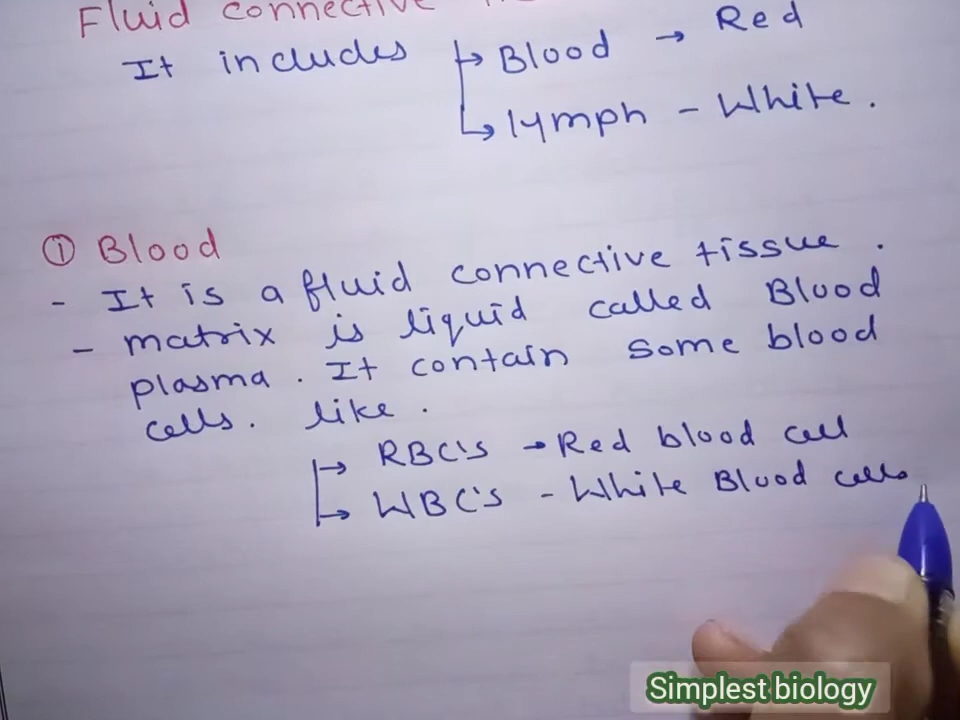 Fluid connective
It includes → Blood → Red
→ lymph - White.
① Blood
- It is a fluid connective tissue.
- matrix is liquid called Blood
plasma. It contain some blood
cells. like.
→ RBC's → Red blood cell
→ WBC's - White Blood cells
Simplest biology